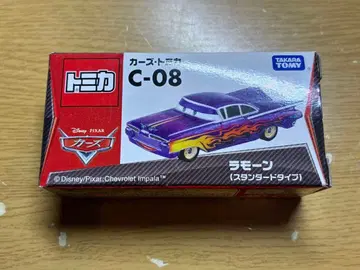 トミカ
カーズ・トミカ
C-08
TAKARA
TOMY
Disney PIXAR
カーズ
ラモーン
(スタンダードタイプ)
© Disney/Pixar; Chevrolet Impala™